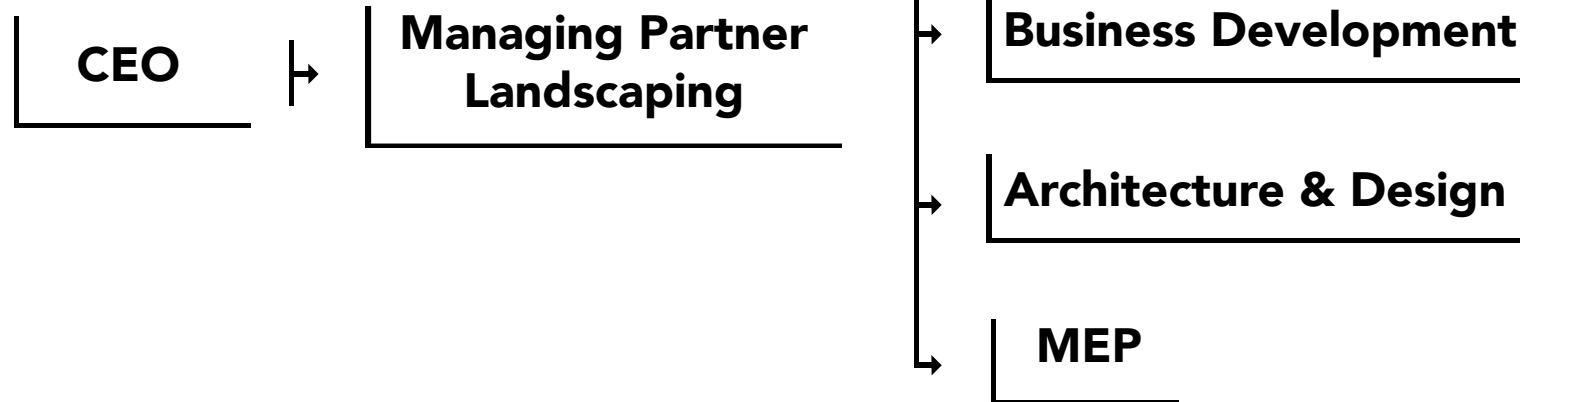 CEO
Managing Partner
Landscaping
Business Development
Architecture & Design
MEP